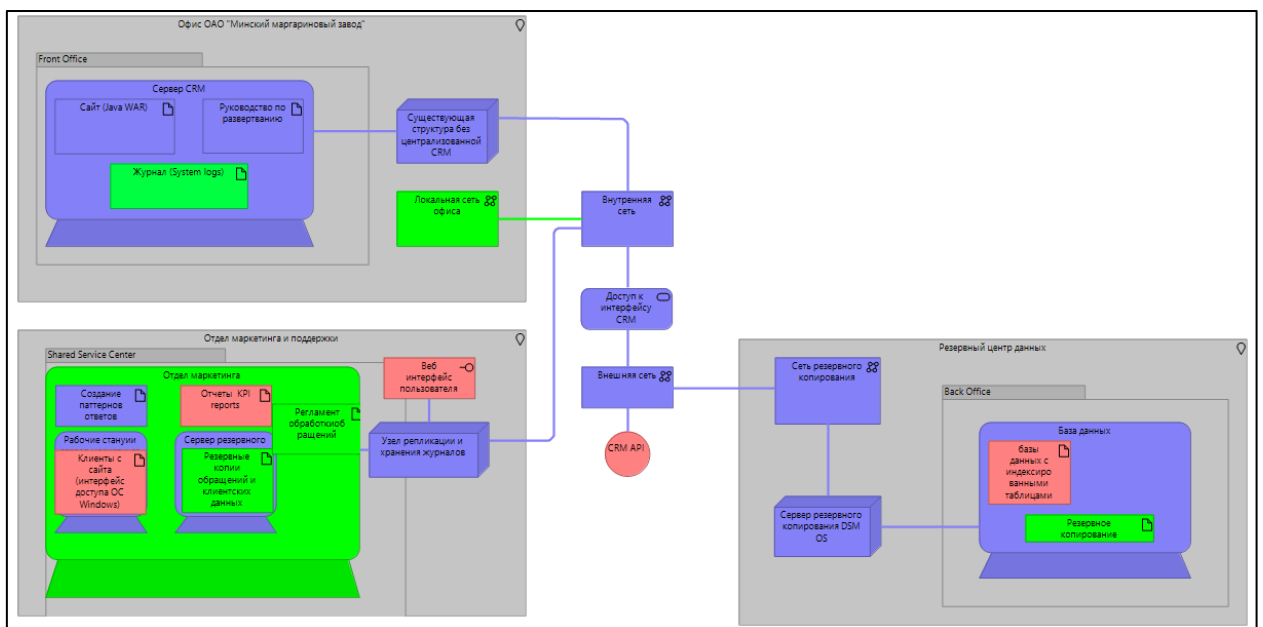 Офис ОАО "Минский маргариновый завод"
Front Office
Сервер CRM
Сайт (Java WAR)
Руководство по
развертванию
Журнал (System logs)
Существующая
структура без
централизованной
CRM
Локальная сеть
офиса
Внутренняя
сеть
Доступ к
интерфейсу
CRM
Внешняя сеть
CRM API
Отдел маркетинга и поддержки
Shared Service Center
Отдел маркетинга
Создание
паттернов
ответов
Отчеты KPI
reports
Регламент
обработкиоб
ращений
Рабочие стануии
Клиенты с
сайта
(интерфейс
доступа ОС
Windows)
Сервер резервного
Резервные
копии
обращений и
клиентских
данных
Веб
интерфейс
пользователя
Узел репликации и
хранения журналов
Резервный центр данных
Сеть резервного
копирования
Сервер резервного
копирования DSM
OS
Back Office
База данных
базы
данных с
индексиро
ванными
таблицами
Резервное
копирование